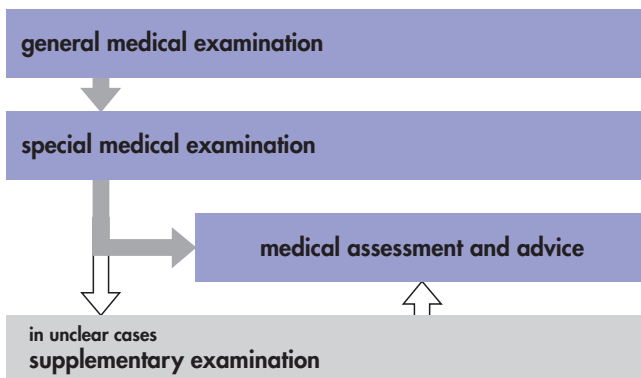 general medical examination
special medical examination
medical assessment and advice
in unclear cases
supplementary examination